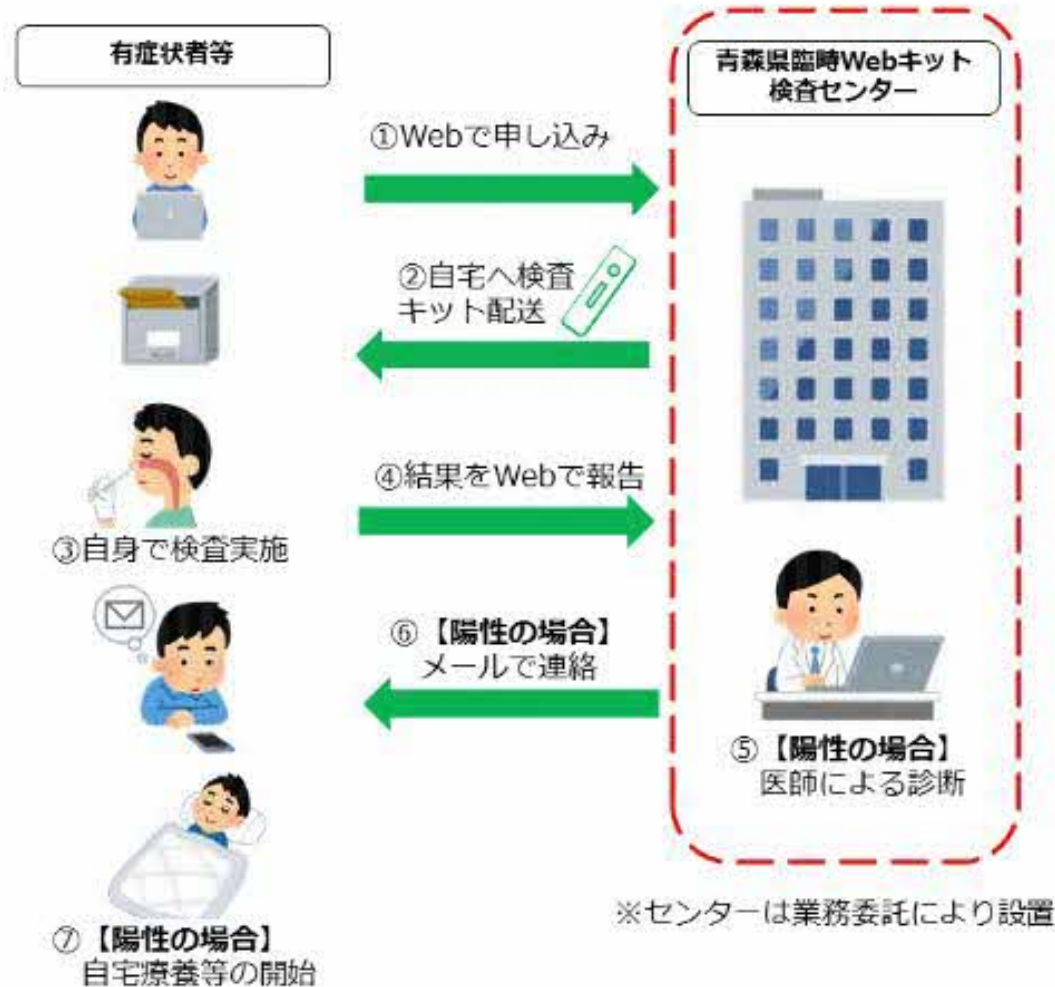 有症状者等
青森県臨時Webキット
検査センター
①Webで申し込み
②自宅へ検査
キット配送
③自身で検査実施
④結果をWebで報告
⑤【陽性の場合】
医師による診断
⑥【陽性の場合】
メールで連絡
⑦【陽性の場合】
自宅療養等の開始
※センターは業務委託により設置